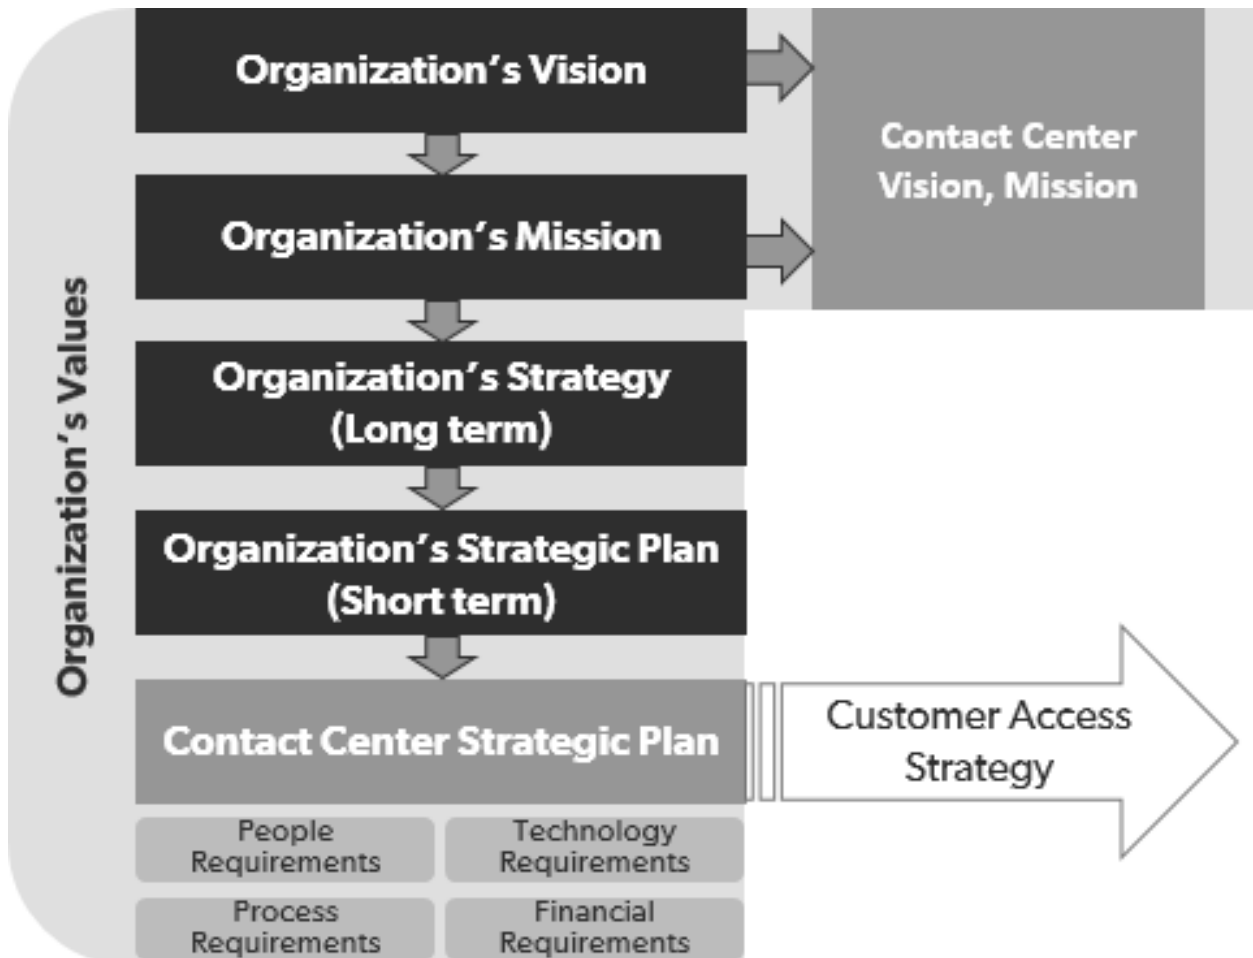 Organization's Vision
Contact Center
Vision, Mission
Organization's Mission
Organization's Values
Organization's Strategy
(Long term)
Organization's Strategic Plan
(Short term)
Contact Center Strategic Plan
Customer Access
Strategy
People
Requirements
Technology
Requirements
Process
Requirements
Financial
Requirements